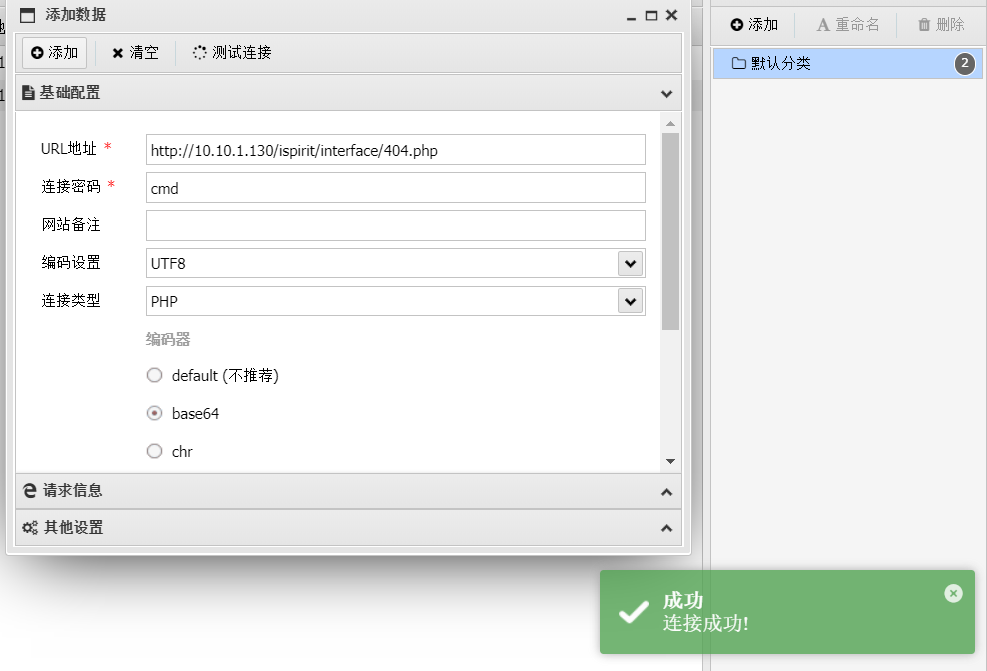 添加数据
添加 清空 测试连接
基础配置
URL地址 * http://10.10.1.130/ispirit/interface/404.php
连接密码 * cmd
网站备注
编码设置 UTF8
连接类型 PHP
编码器
default (不推荐)
base64
chr
请求信息
其他设置
添加 重命名 删除
默认分类 2
成功
连接成功!